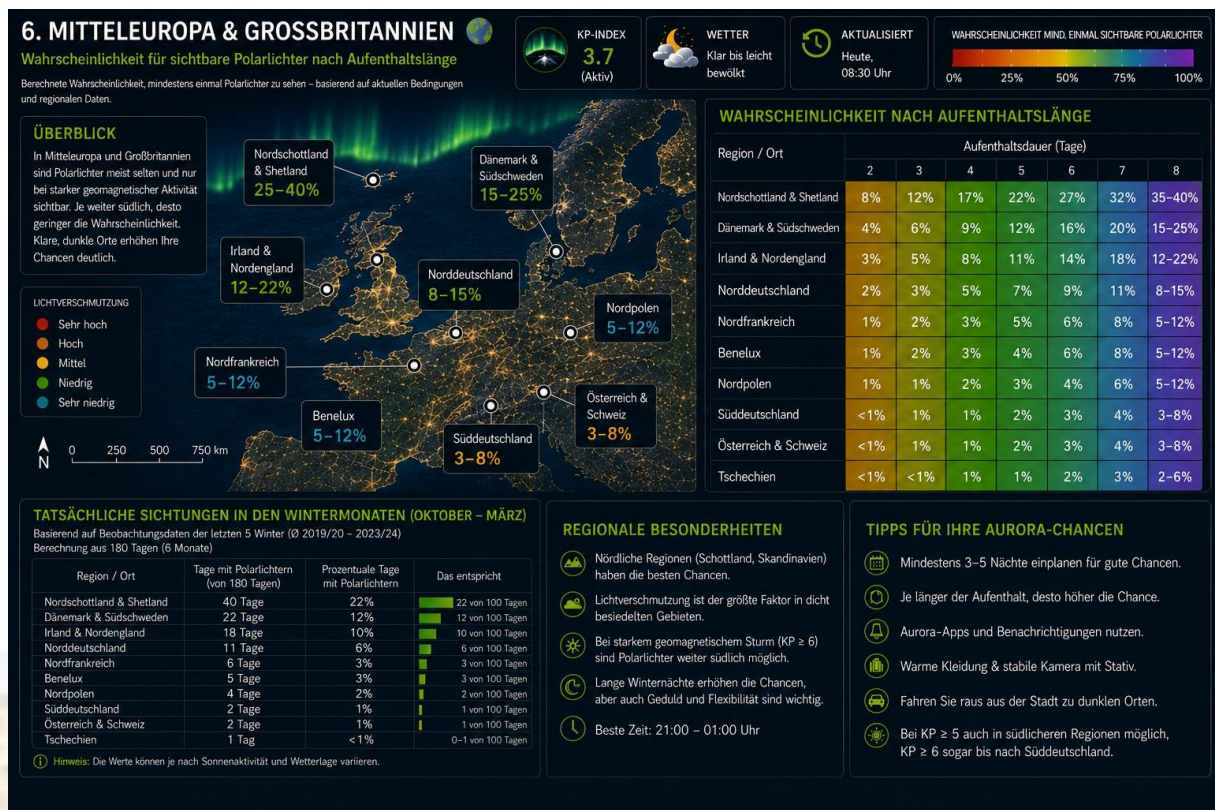 6. MITTELEUROPA & GROSSBRITANNIEN
Wahrscheinlichkeit für sichtbare Polarlichter nach Aufenthaltslänge
Berechnete Wahrscheinlichkeit, mindestens einmal Polarlichter zu sehen – basierend auf aktuellen Bedingungen
und regionalen Daten.
KP-INDEX
3.7
(Aktiv)
WETTER
Klar bis leicht
bewölkt
AKTUALISIERT
Heute,
08:30 Uhr
WAHRSCHEINLICHKEIT MIND. EINMAL SICHTBARE POLARLICHTER
0% 25% 50% 75% 100%
ÜBERBLICK
In Mitteleuropa und Großbritannien
sind Polarlichter meist selten und nur
bei starker geomagnetischer Aktivität
sichtbar. Je weiter südlich, desto
geringer die Wahrscheinlichkeit.
Klare, dunkle Orte erhöhen Ihre
Chancen deutlich.
LICHTVERSCHMUTZUNG
Sehr hoch
Hoch
Mittel
Niedrig
Sehr niedrig
N
0 250 500 750 km
Nordschottland
& Shetland
25–40%
Dänemark &
Südschweden
15–25%
Irland &
Nordengland
12–22%
Norddeutschland
8–15%
Nordpolen
5–12%
Nordfrankreich
5–12%
Benelux
5–12%
Süddeutschland
3–8%
Österreich &
Schweiz
3–8%
WAHRSCHEINLICHKEIT NACH AUFENTHALTSLÄNGE
Region / Ort
Aufenthaltsdauer (Tage)
2 3 4 5 6 7 8
Nordschottland & Shetland 8% 12% 17% 22% 27% 32% 35–40%
Dänemark & Südschweden 4% 6% 9% 12% 16% 20% 15–25%
Irland & Nordengland 3% 5% 8% 11% 14% 18% 12–22%
Norddeutschland 2% 3% 5% 7% 9% 11% 8–15%
Nordfrankreich 1% 2% 3% 5% 6% 8% 5–12%
Benelux 1% 2% 3% 4% 6% 8% 5–12%
Nordpolen 1% 1% 2% 3% 4% 6% 5–12%
Süddeutschland <1% 1% 1% 2% 3% 4% 3–8%
Österreich & Schweiz <1% 1% 1% 2% 3% 4% 3–8%
Tschechien <1% <1% 1% 1% 2% 3% 2–6%
TATSÄCHLICHE SICHTUNGEN IN DEN WINTERMONATEN (OKTOBER – MÄRZ)
Basierend auf Beobachtungsdaten der letzten 5 Winter (Ø 2019/20 – 2023/24)
Berechnung aus 180 Tagen (6 Monate)
Region / Ort
Tage mit Polarlichtern
(von 180 Tagen)
Prozentuale Tage
mit Polarlichtern
Das entspricht
Nordschottland & Shetland 40 Tage 22% 22 von 100 Tagen
Dänemark & Südschweden 22 Tage 12% 12 von 100 Tagen
Irland & Nordengland 18 Tage 10% 10 von 100 Tagen
Norddeutschland 11 Tage 6% 6 von 100 Tagen
Nordfrankreich 6 Tage 3% 3 von 100 Tagen
Benelux 5 Tage 3% 3 von 100 Tagen
Nordpolen 4 Tage 2% 2 von 100 Tagen
Süddeutschland 2 Tage 1% 1 von 100 Tagen
Österreich & Schweiz 2 Tage 1% 1 von 100 Tagen
Tschechien 1 Tag <1% 0–1 von 100 Tagen
Hinweis: Die Werte können je nach Sonnenaktivität und Wetterlage variieren.
REGIONALE BESONDERHEITEN
Nördliche Regionen (Schottland, Skandinavien)
haben die besten Chancen.
Lichtverschmutzung ist der größte Faktor in dicht
besiedelten Gebieten.
Bei starkem geomagnetischem Sturm (KP ≥ 6)
sind Polarlichter weiter südlich möglich.
Lange Winternächte erhöhen die Chancen,
aber auch Geduld und Flexibilität sind wichtig.
Beste Zeit: 21:00 – 01:00 Uhr
TIPPS FÜR IHRE AURORA-CHANCEN
Mindestens 3–5 Nächte einplanen für gute Chancen.
Je länger der Aufenthalt, desto höher die Chance.
Aurora-Apps und Benachrichtigungen nutzen.
Warme Kleidung & stabile Kamera mit Stativ.
Fahren Sie raus aus der Stadt zu dunklen Orten.
Bei KP ≥ 5 auch in südlicheren Regionen möglich,
KP ≥ 6 sogar bis nach Süddeutschland.